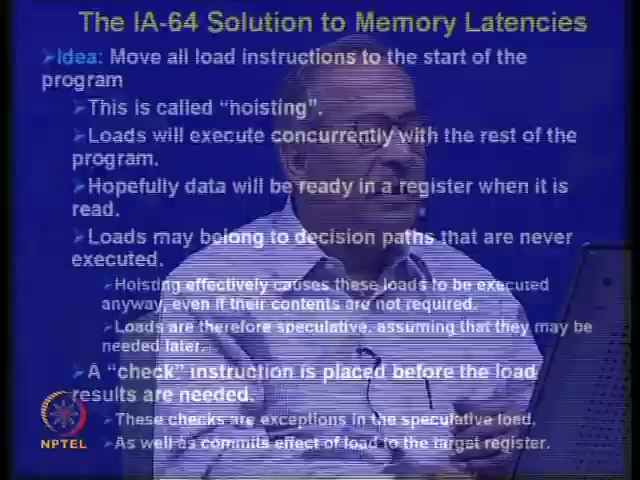 The IA-64 Solution to Memory Latencies
Idea: Move all load instructions to the start of the
program
This is called “hoisting”.
Loads will execute concurrently with the rest of the
program.
Hopefully data will be ready in a register when it is
read.
Loads may belong to decision paths that are never
executed.
Hoisting effectively causes these loads to be executed
anyway, even if their contents are not required.
Loads are therefore speculative, assuming that they may be
needed later.
A “check” instruction is placed before the load
results are needed.
These checks are exceptions in the speculative load.
As well as commits effect of load to the target register.
NPTEL